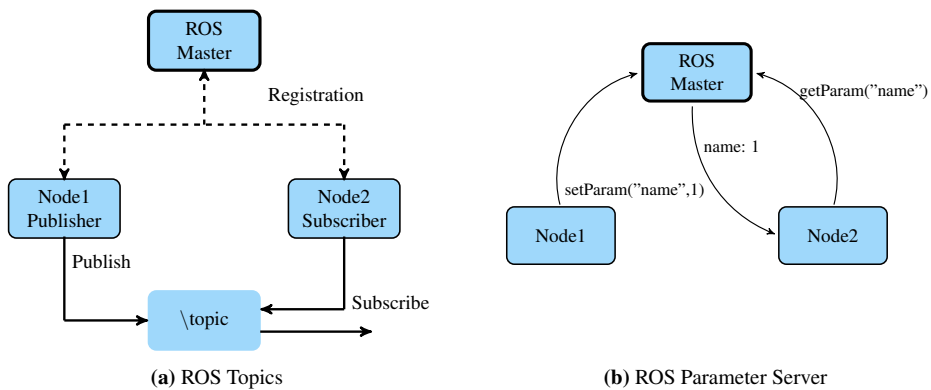 ROS
Master
Registration
Node1
Publisher
Node2
Subscriber
Publish
Subscribe
\topic
(a) ROS Topics
ROS
Master
getParam(”name”)
name: 1
setParam(”name”,1)
Node1
Node2
(b) ROS Parameter Server